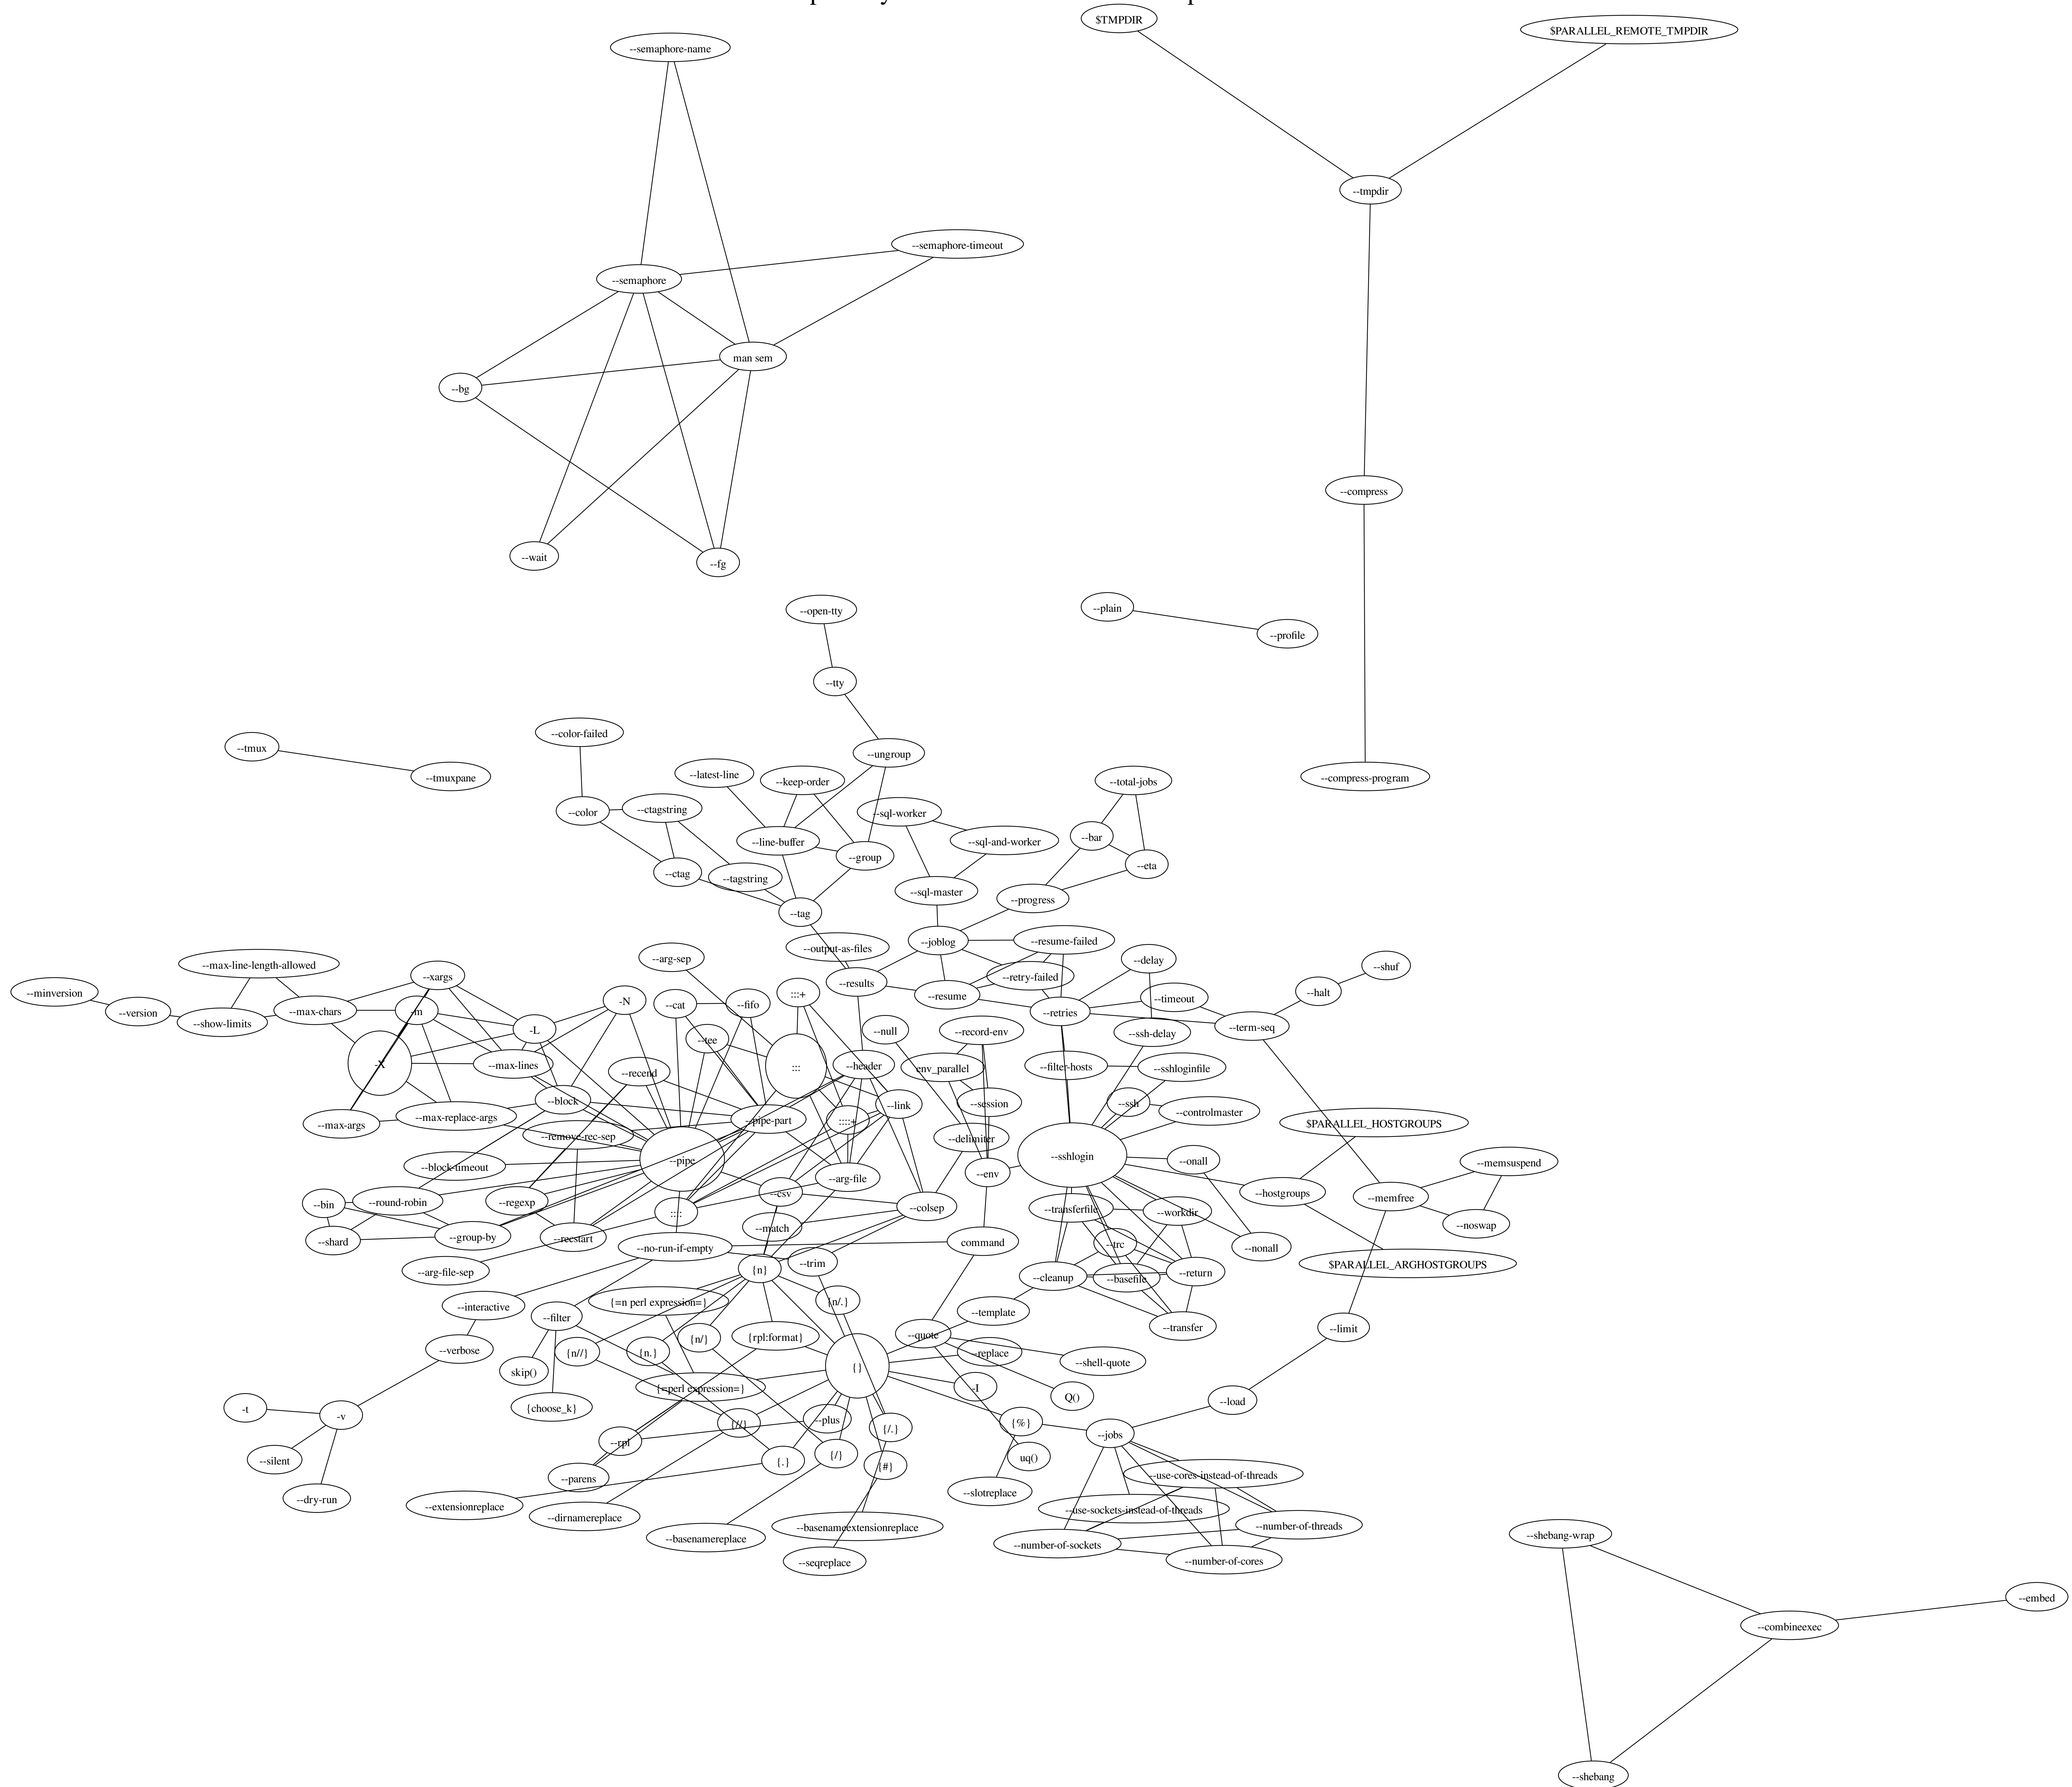 $TMPDIR
$PARALLEL_REMOTE_TMPDIR
--semaphore-name
--tmpdir
--semaphore-timeout
--semaphore
man sem
--bg
--compress
--wait
--fg
--open-tty
--plain
--profile
--tty
--color-failed
--tmux
--ungroup
--tmuxpane
--latest-line
--keep-order
--total-jobs
--compress-program
--color
--ctagstring
--sql-worker
--line-buffer
--sql-and-worker
--bar
--group
--eta
--ctag
--tagstring
--sql-master
--progress
--tag
--output-as-files
--joblog
--resume-failed
--arg-sep
--delay
--max-line-length-allowed
--shuf
--xargs
--retry-failed
--results
--minversion
--halt
:::+
--resume
--timeout
-N
--cat
--fifo
--version
--max-chars
-m
--retries
--show-limits
--term-seq
-L
--null
--record-env
--ssh-delay
--tee
-X
--max-lines
:::
--header
--filter-hosts
--sshloginfile
env_parallel
--recend
--block
--link
--session
--ssh
--controlmaster
--max-args
--max-replace-args
--pipe-part
::::+
$PARALLEL_HOSTGROUPS
--remove-rec-sep
--delimiter
--sshlogin
--pipe
--onall
--memsuspend
--block-timeout
--env
--arg-file
--csv
--hostgroups
--memfree
--bin
--round-robin
--regexp
--colsep
--transferfile
--workdir
::::
--match
--noswap
--shard
--group-by
--recstart
command
--trc
--no-run-if-empty
--nonall
$PARALLEL_ARGHOSTGROUPS
--arg-file-sep
{n}
--trim
--cleanup
--basefile
--return
--interactive
{=n perl expression=}
{n/.}
--template
--filter
--transfer
--limit
{n/}
{rpl:format}
--quote
--verbose
{n//}
{n.}
--replace
--shell-quote
skip()
{}
{=perl expression=}
-I
Q()
-t
{choose_k}
--load
-v
{//}
--plus
{/.}
{%}
--jobs
--rpl
--silent
{.}
{/}
{#}
uq()
--parens
--use-cores-instead-of-threads
--dry-run
--extensionreplace
--slotreplace
--use-sockets-instead-of-threads
--dirnamereplace
--basenameextensionreplace
--number-of-threads
--basenamereplace
--number-of-sockets
--shebang-wrap
--seqreplace
--number-of-cores
--embed
--combineexec
--shebang